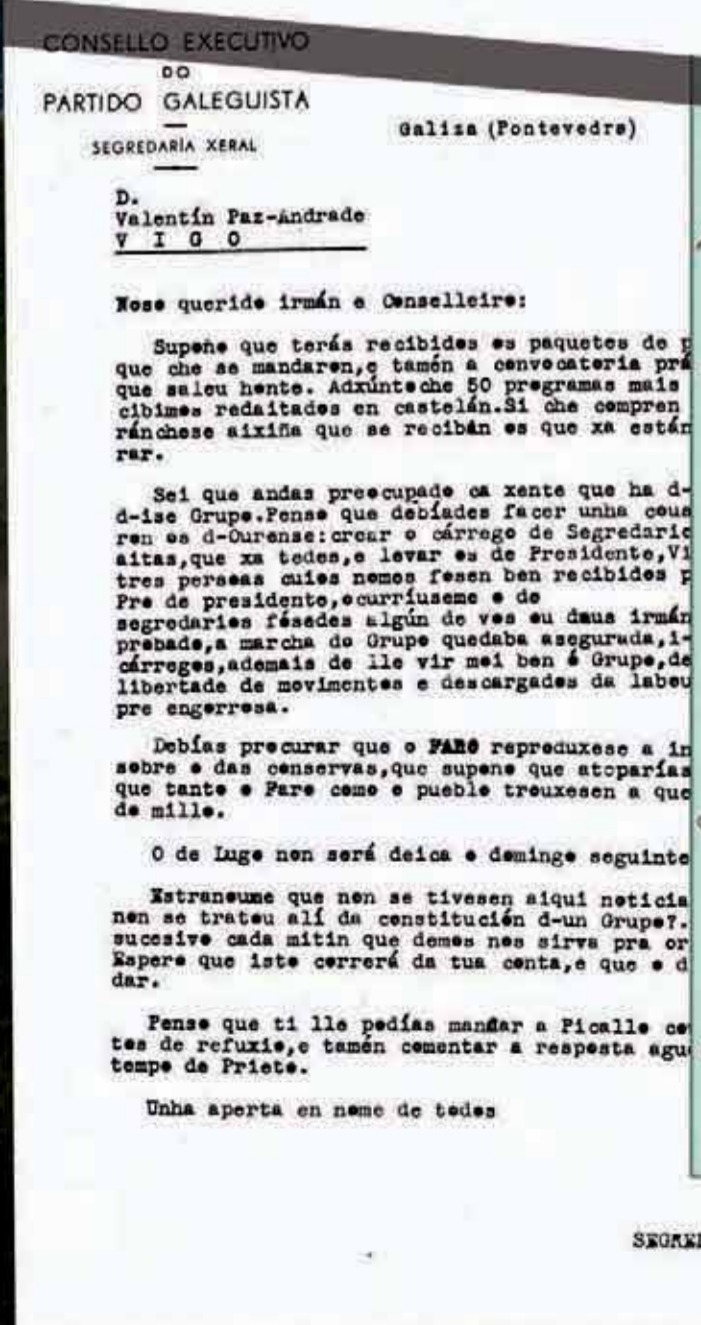 CONSELLO EXECUTIVO
DO
PARTIDO GALEGUISTA
SEGREDARÍA XERAL
Galiza (Pontevedra)
D.
Valentín Paz-Andrade
V I G O
Noso querido irmán e Conselleiro:
Supoño que terás recibidos os paquetes de p
que che se mandaron,e tamén a convocatoria prá
que saleu honte. Adxúntoche 50 programas mais
cibimos redaitados en castelán.Si che compren
ránchese aixiña que se recibán os que xa están
rar.
Sei que andas preocupado ca xente que ha d-
d-ise Grupo.Penso que debíades facer unha cous
ron os d-Ourense:crear o cárrego de Segredario
aitas,que xa tedes,e levar os de Presidente,Vi
tres persoas cuios nomes fosen ben recibidos p
Pro de presidente,ocurríuseme o de
segredarios fósedes algún de vos ou daus irmán
probado,a marcha do Grupo quedaba asegurada,i-
cárregos,ademais de lle vir moi ben ó Grupo,de
libertade de movimentos e descargados da labou
pre engorrosa.
Debías procurar que o FARO reproduxese a in
sobre o das conservas,que supono que atoparías
que tanto o Faro como o pueblo trouxesen a que
do millo.
O de Lugo non será deica o domingo seguinte
Estranoume que non se tivesen aiqui noticia
non se tratou alí da constitución d-un Grupo?.
sucesivo cada mitin que demos nos sirva pra or
Espero que isto correrá da tua conta,e que o d
dar.
Penso que ti lle podías mandar a Picallo co
tos de refuxio,e tamén comentar a resposta agu
tempo de Prieto.
Unha aperta en nome de todos